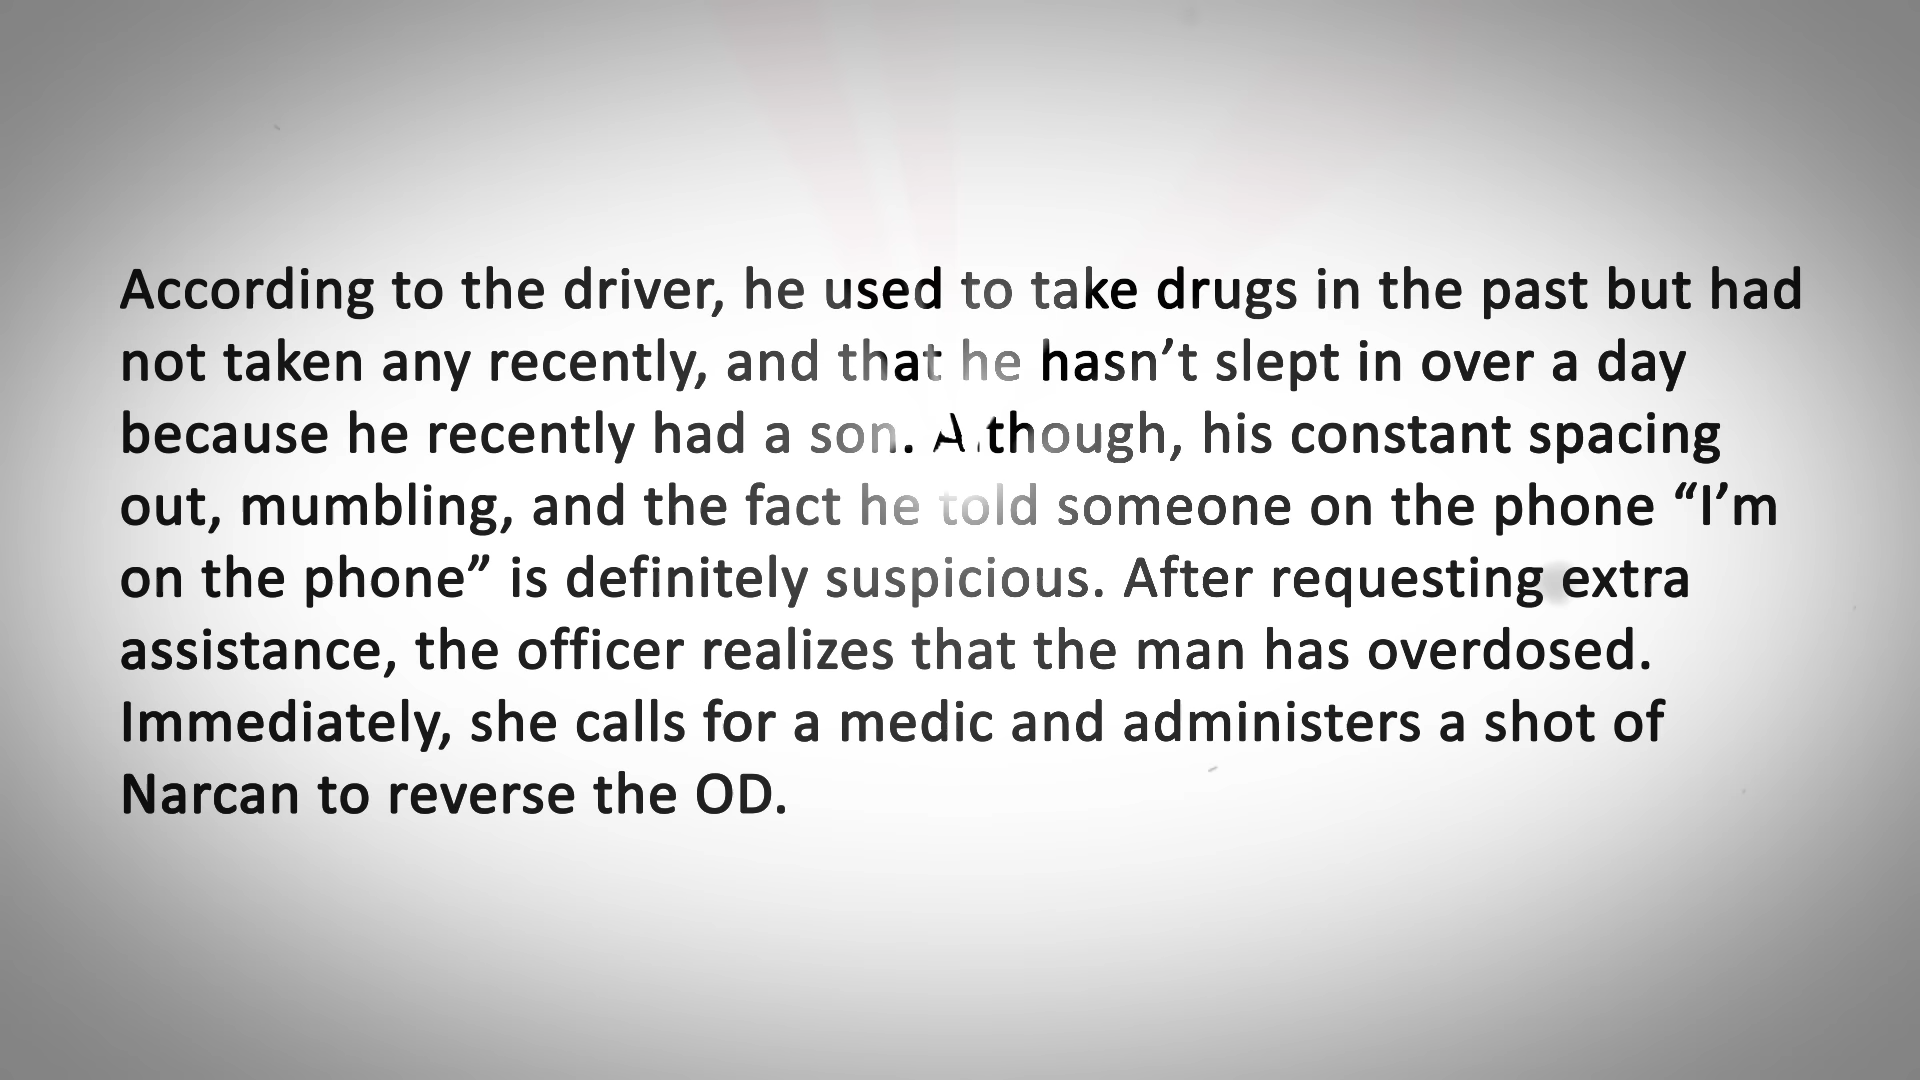 According to the driver, he used to take drugs in the past but had
not taken any recently, and that he hasn’t slept in over a day
because he recently had a son. Although, his constant spacing
out, mumbling, and the fact he told someone on the phone “I’m
on the phone” is definitely suspicious. After requesting extra
assistance, the officer realizes that the man has overdosed.
Immediately, she calls for a medic and administers a shot of
Narcan to reverse the OD.